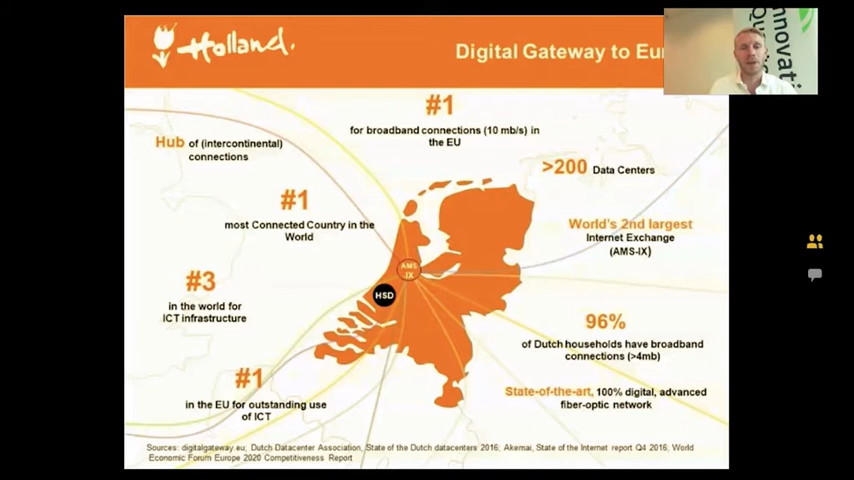 Holland.
Digital Gateway to Eur
nnovati
#1
for broadband connections (10 mb/s) in
the EU
Hub of (intercontinental)
connections
>200 Data Centers
#1
most Connected Country in the
World
World's 2nd largest
Internet Exchange
(AMS-IX)
AMS
-IX
#3
in the world for
ICT infrastructure
HSD
96%
of Dutch households have broadband
connections (>4mb)
#1
in the EU for outstanding use
of ICT
State-of-the-art, 100% digital, advanced
fiber-optic network
Sources: digitalgateway.eu; Dutch Datacenter Association, State of the Dutch datacenters 2016; Akemai, State of the Internet report Q4 2016; World
Economic Forum Europe 2020 Competitiveness Report